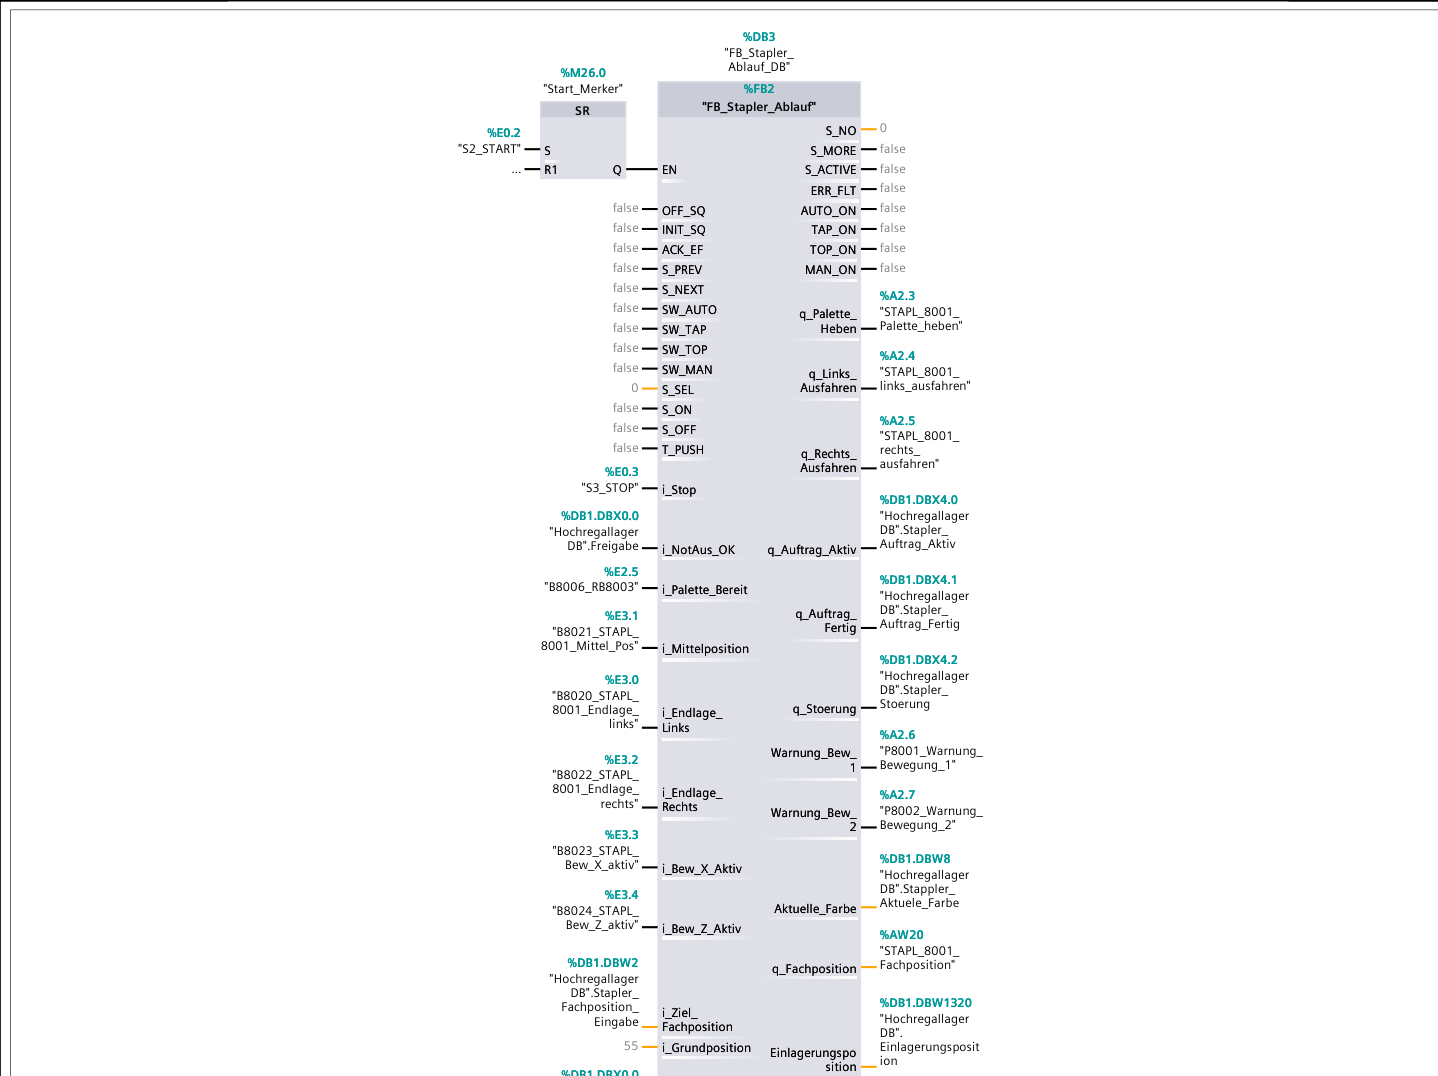 %DB3
"FB_Stapler_
Ablauf_DB"
%M26.0
"Start_Merker"
SR
%E0.2
"S2_START"
S
...
R1
Q
%FB2
"FB_Stapler_Ablauf"
EN
false OFF_SQ
false INIT_SQ
false ACK_EF
false S_PREV
false S_NEXT
false SW_AUTO
false SW_TAP
false SW_TOP
false SW_MAN
0 S_SEL
false S_ON
false S_OFF
false T_PUSH
%E0.3
"S3_STOP" i_Stop
%DB1.DBX0.0
"Hochregallager
DB".Freigabe i_NotAus_OK
%E2.5
"B8006_RB8003" i_Palette_Bereit
%E3.1
"B8021_STAPL_
8001_Mittel_Pos" i_Mittelposition
%E3.0
"B8020_STAPL_
8001_Endlage_
links"
i_Endlage_
Links
%E3.2
"B8022_STAPL_
8001_Endlage_
rechts"
i_Endlage_
Rechts
%E3.3
"B8023_STAPL_
Bew_X_aktiv" i_Bew_X_Aktiv
%E3.4
"B8024_STAPL_
Bew_Z_aktiv" i_Bew_Z_Aktiv
%DB1.DBW2
"Hochregallager
DB".Stapler_
Fachposition_
Eingabe
i_Ziel_
Fachposition
55 i_Grundposition
%DB1.DBX0.0
S_NO 0
S_MORE false
S_ACTIVE false
ERR_FLT false
AUTO_ON false
TAP_ON false
TOP_ON false
MAN_ON false
q_Palette_
Heben
%A2.3
"STAPL_8001_
Palette_heben"
q_Links_
Ausfahren
%A2.4
"STAPL_8001_
links_ausfahren"
q_Rechts_
Ausfahren
%A2.5
"STAPL_8001_
rechts_
ausfahren"
q_Auftrag_Aktiv
%DB1.DBX4.0
"Hochregallager
DB".Stapler_
Auftrag_Aktiv
q_Auftrag_
Fertig
%DB1.DBX4.1
"Hochregallager
DB".Stapler_
Auftrag_Fertig
q_Stoerung
%DB1.DBX4.2
"Hochregallager
DB".Stapler_
Stoerung
Warnung_Bew_
1
%A2.6
"P8001_Warnung_
Bewegung_1"
Warnung_Bew_
2
%A2.7
"P8002_Warnung_
Bewegung_2"
Aktuelle_Farbe
%DB1.DBW8
"Hochregallager
DB".Stappler_
Aktuele_Farbe
q_Fachposition
%AW20
"STAPL_8001_
Fachposition"
Einlagerungspo
sition
%DB1.DBW1320
"Hochregallager
DB".
Einlagerungsposit
ion